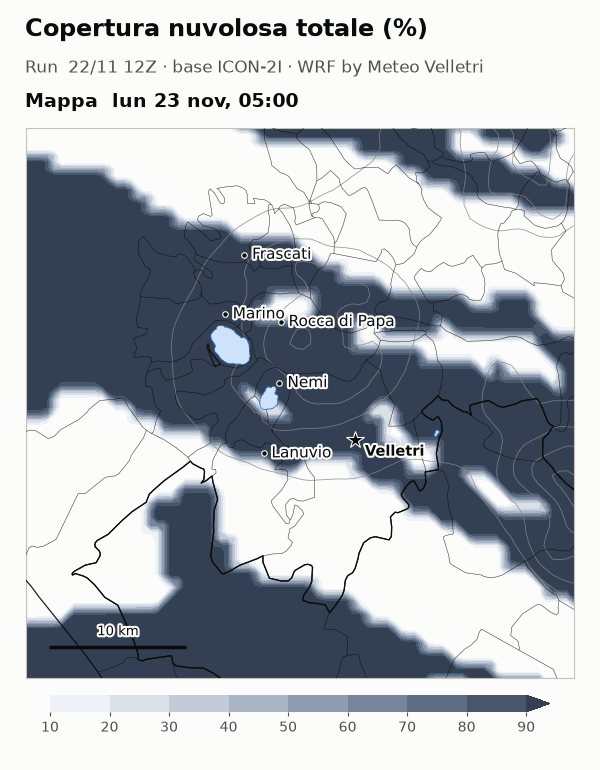 Copertura nuvolosa totale (%)
Run  22/11 12Z · base ICON-2I · WRF by Meteo Velletri
Mappa  lun 23 nov, 05:00
Frascati
Marino
Rocca di Papa
Nemi
Velletri
Lanuvio
10 km
10 20 30 40 50 60 70 80 90